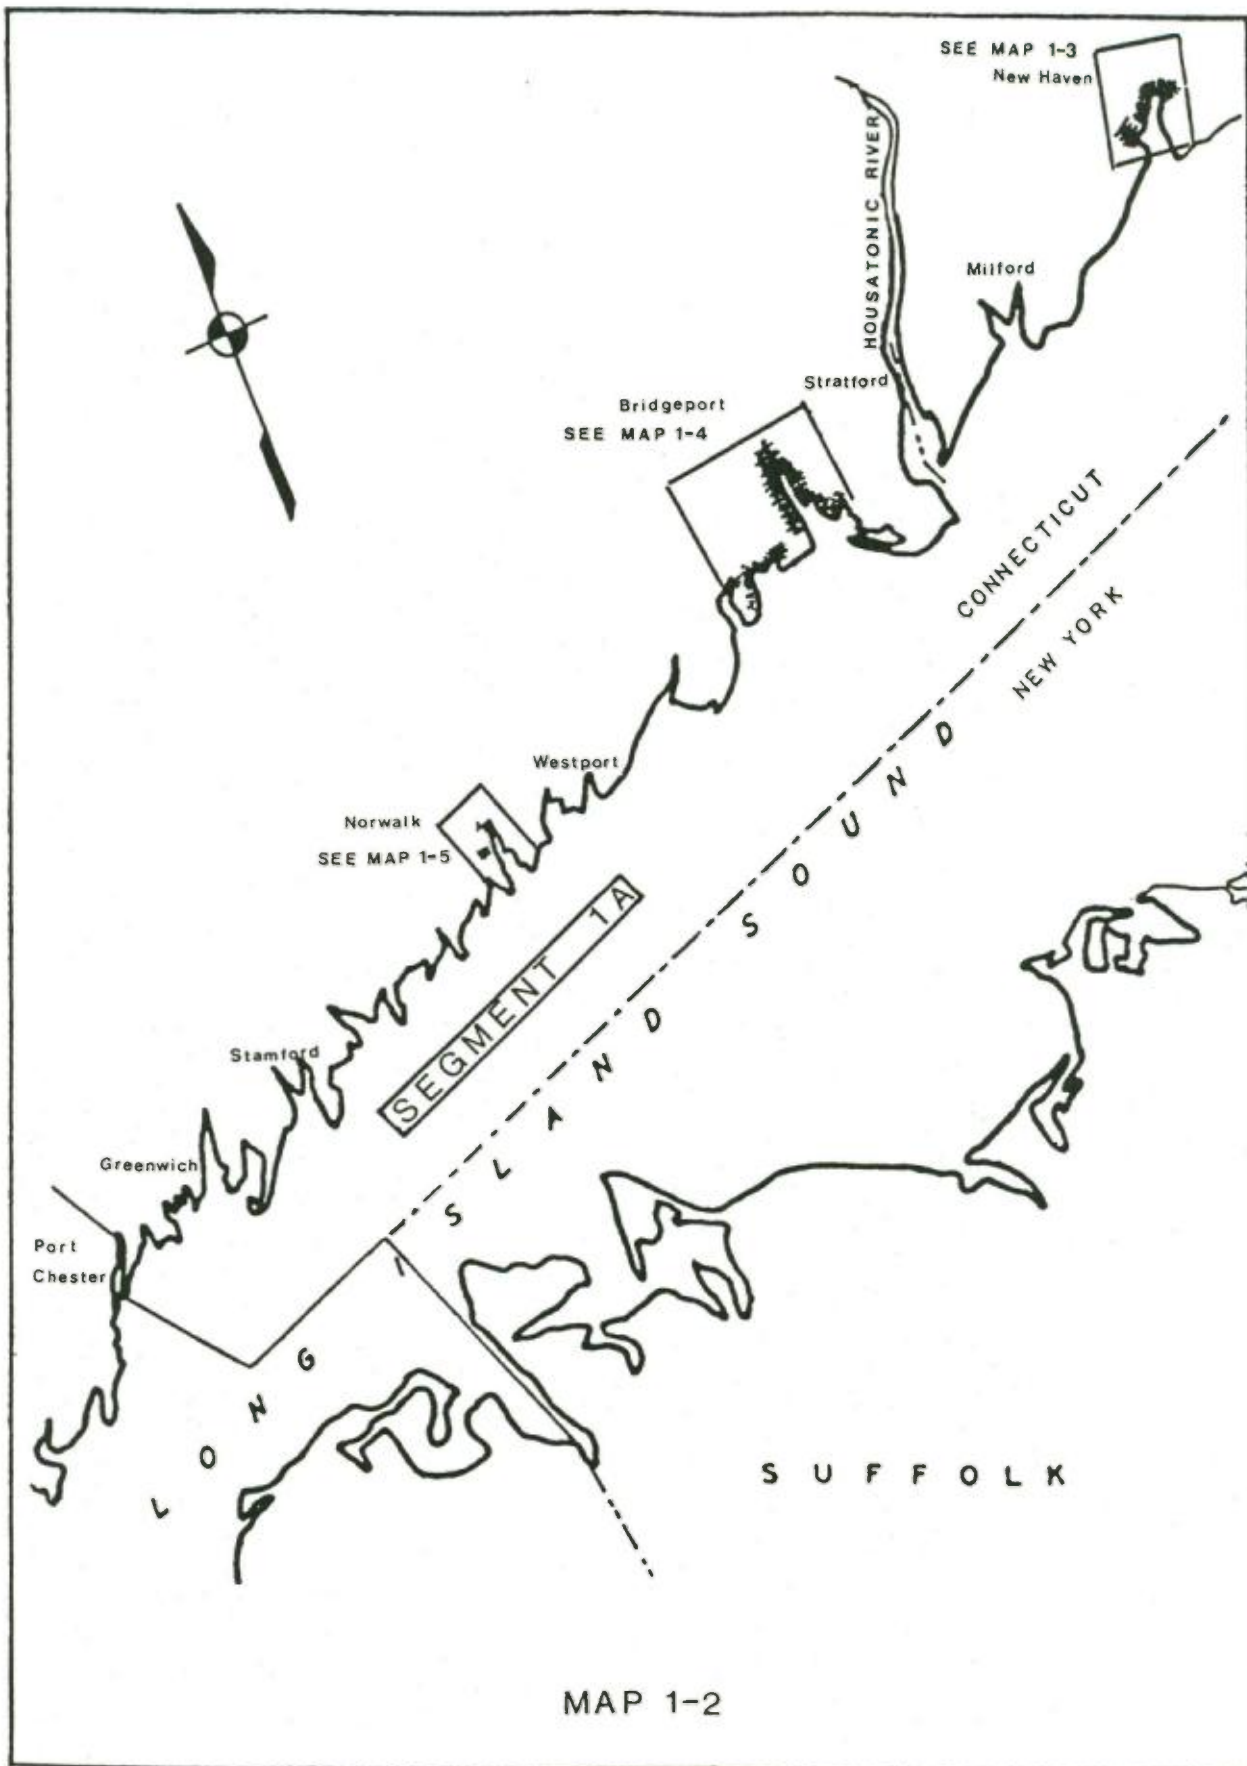 SEE MAP 1-3
New Haven
HOUSATONIC RIVER
Milford
Stratford
Bridgeport
SEE MAP 1-4
CONNECTICUT
NEW YORK
Westport
Norwalk
SEE MAP 1-5
SEGMENT 1A
Stamford
Greenwich
Port
Chester
LONG ISLAND SOUND
SUFFOLK
MAP 1-2